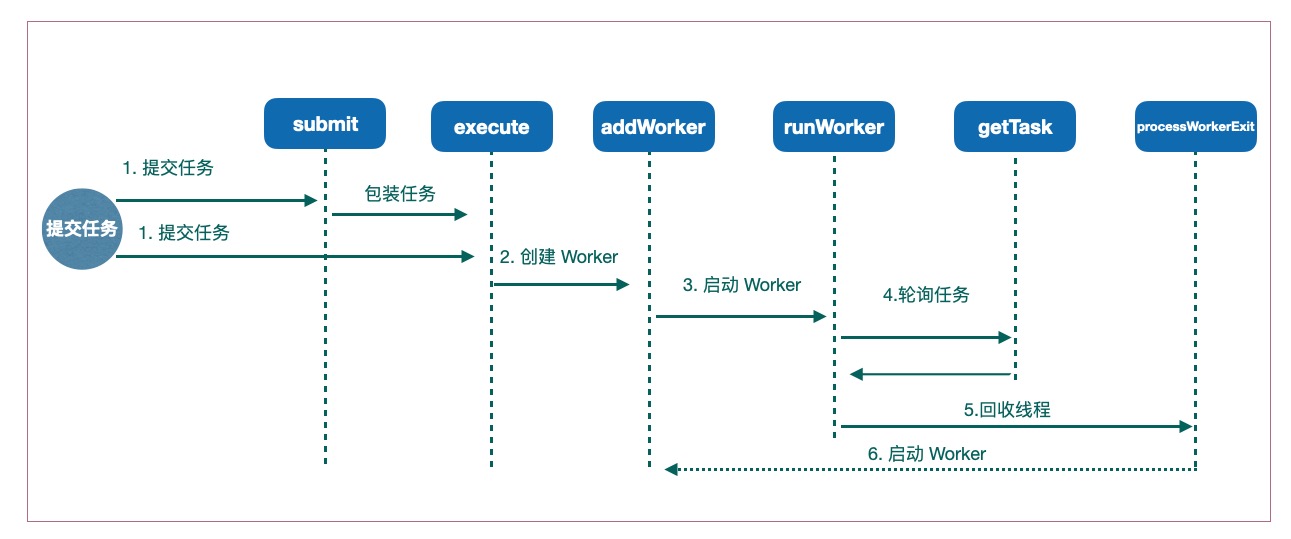 submit
execute
addWorker
runWorker
getTask
processWorkerExit
1. 提交任务
包装任务
提交任务
1. 提交任务
2. 创建 Worker
3. 启动 Worker
4.轮询任务
5.回收线程
6. 启动 Worker